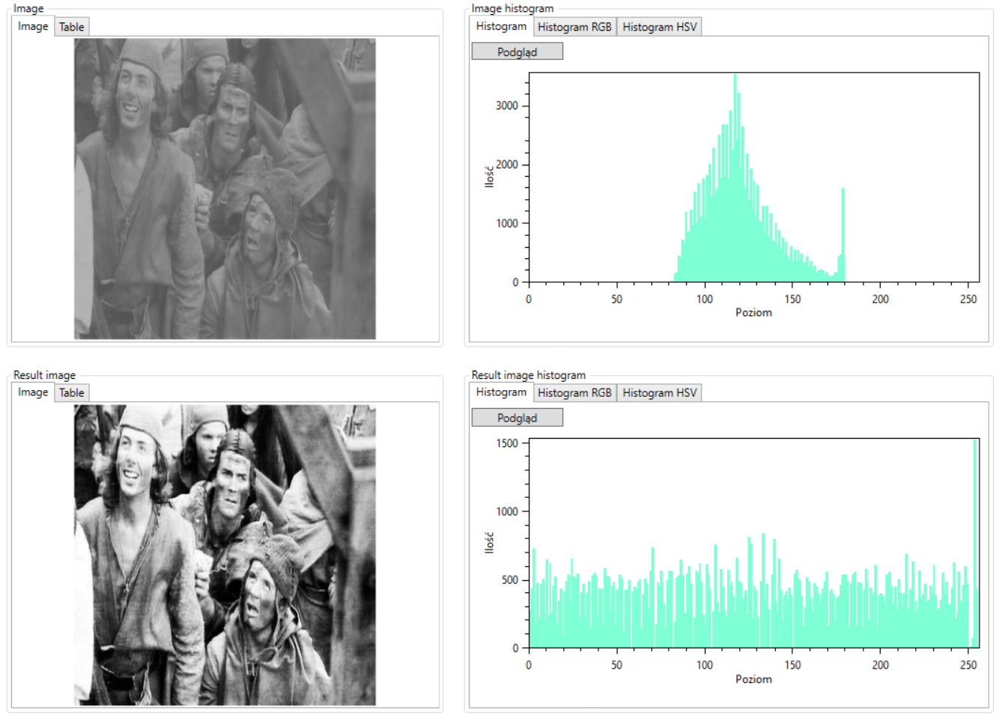 Image
Image Table
Image histogram
Histogram Histogram RGB Histogram HSV
Podgląd
3000
2000
1000
0
Ilość
0 50 100 150 200 250
Poziom
Result image
Image Table
Result image histogram
Histogram Histogram RGB Histogram HSV
Podgląd
1500
1000
500
0
Ilość
0 50 100 150 200 250
Poziom